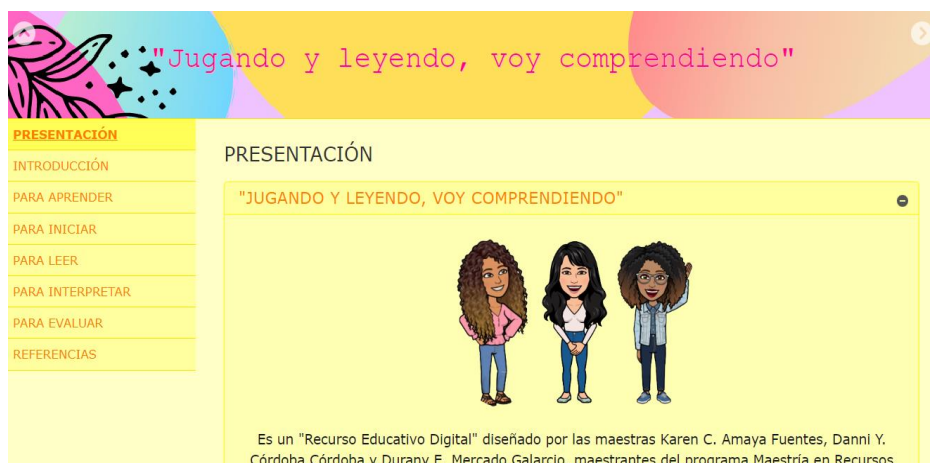 "Jugando y leyendo, voy comprendiendo"
PRESENTACIÓN
INTRODUCCIÓN
PARA APRENDER
PARA INICIAR
PARA LEER
PARA INTERPRETAR
PARA EVALUAR
REFERENCIAS
PRESENTACIÓN
"JUGANDO Y LEYENDO, VOY COMPRENDIENDO"
Es un "Recurso Educativo Digital" diseñado por las maestras Karen C. Amaya Fuentes, Danni Y.
Córdoba Córdoba y Durany E. Mercado Galarcio, maestrantes del programa Maestría en Recursos